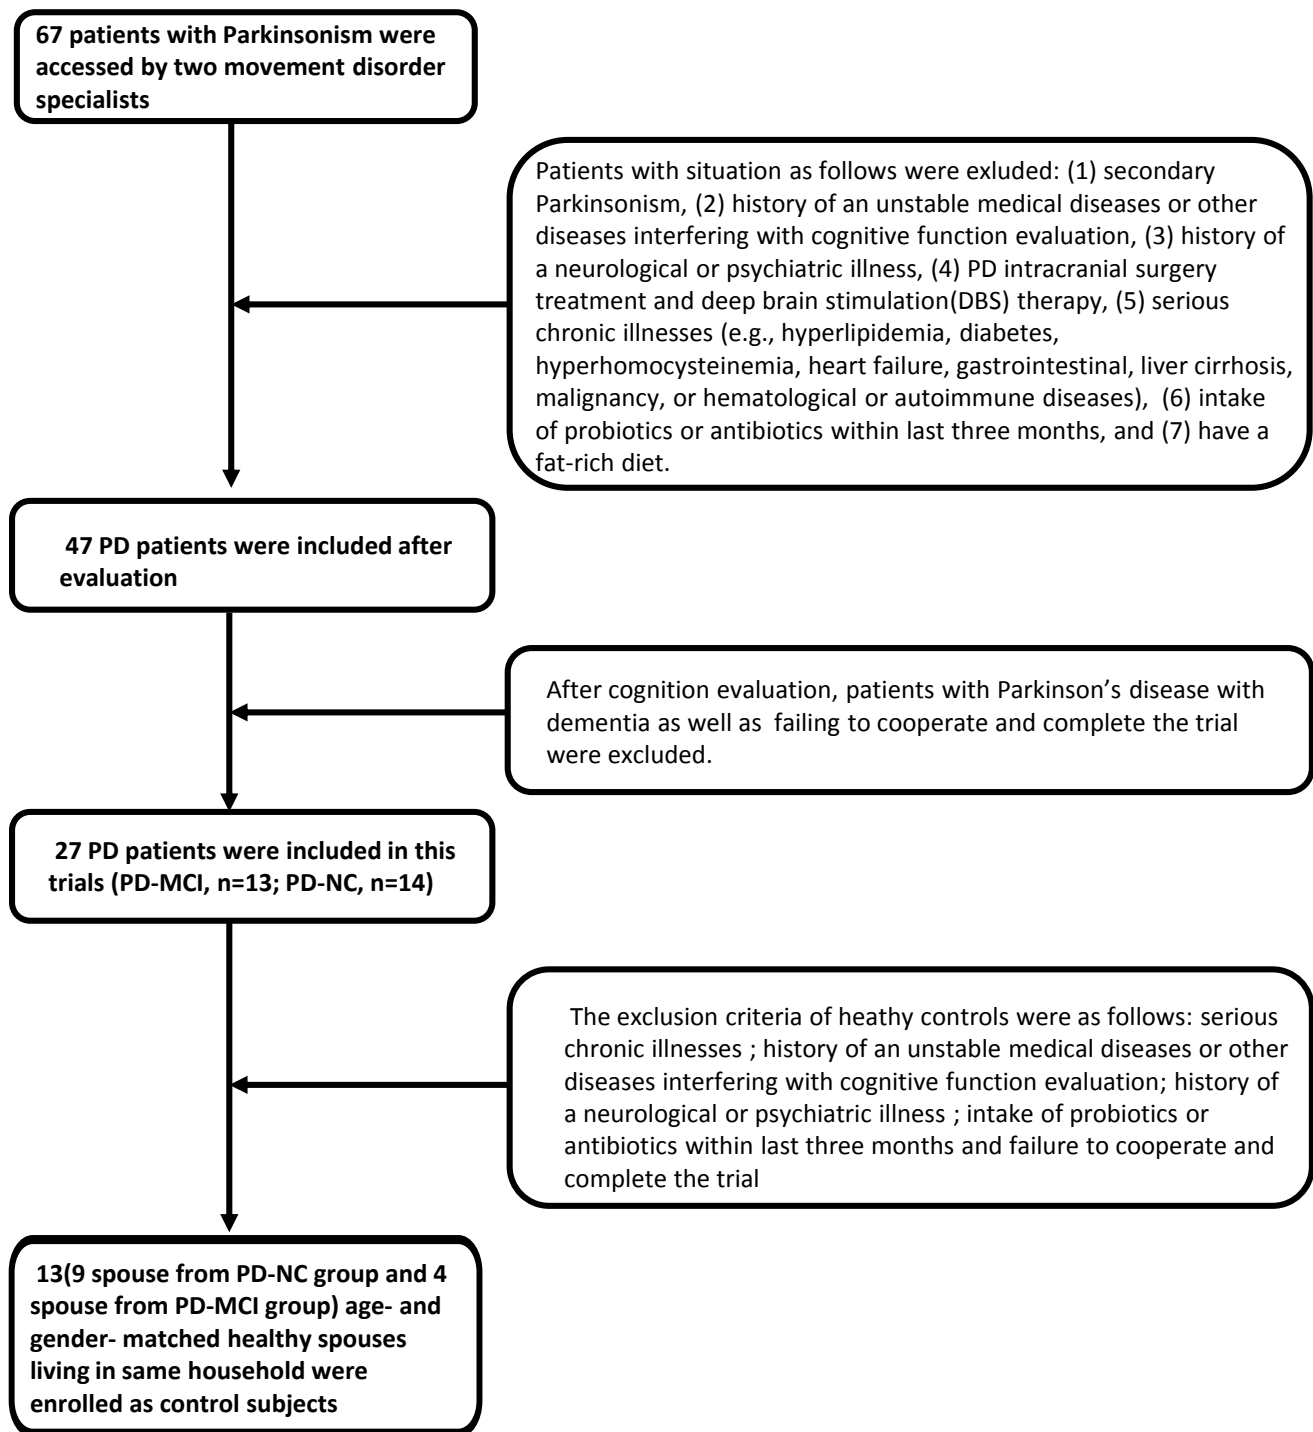 67 patients with Parkinsonism were
accessed by two movement disorder
specialists
Patients with situation as follows were exluded: (1) secondary
Parkinsonism, (2) history of an unstable medical diseases or other
diseases interfering with cognitive function evaluation, (3) history of
a neurological or psychiatric illness, (4) PD intracranial surgery
treatment and deep brain stimulation(DBS) therapy, (5) serious
chronic illnesses (e.g., hyperlipidemia, diabetes,
hyperhomocysteinemia, heart failure, gastrointestinal, liver cirrhosis,
malignancy, or hematological or autoimmune diseases), (6) intake
of probiotics or antibiotics within last three months, and (7) have a
fat-rich diet.
47 PD patients were included after
evaluation
After cognition evaluation, patients with Parkinson’s disease with
dementia as well as failing to cooperate and complete the trial
were excluded.
27 PD patients were included in this
trials (PD-MCI, n=13; PD-NC, n=14)
The exclusion criteria of heathy controls were as follows: serious
chronic illnesses ; history of an unstable medical diseases or other
diseases interfering with cognitive function evaluation; history of
a neurological or psychiatric illness ; intake of probiotics or
antibiotics within last three months and failure to cooperate and
complete the trial
13(9 spouse from PD-NC group and 4
spouse from PD-MCI group) age- and
gender- matched healthy spouses
living in same household were
enrolled as control subjects